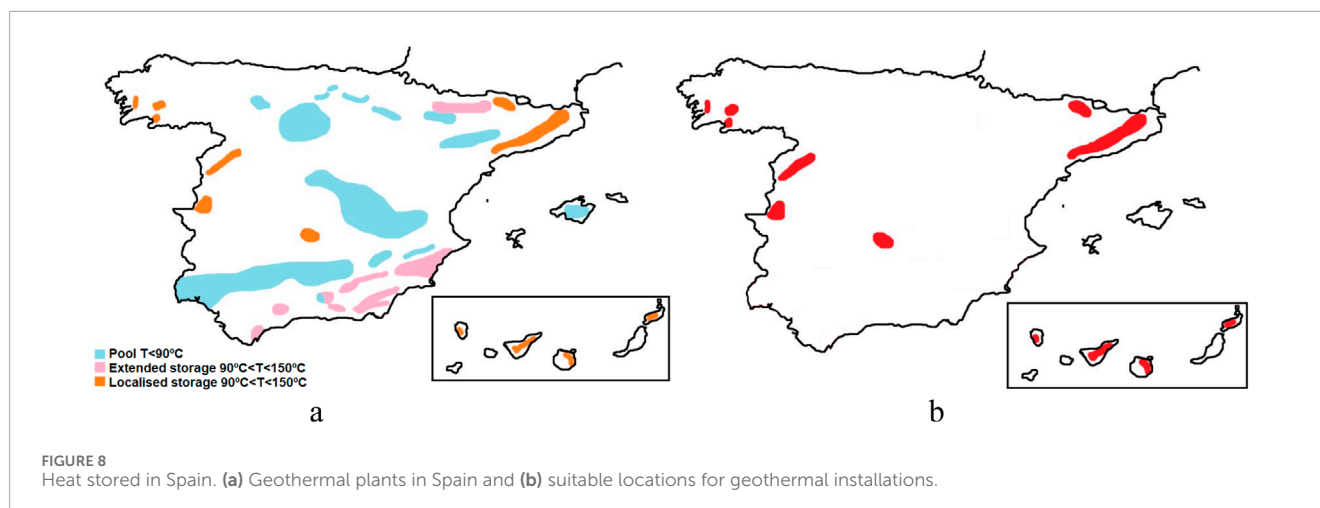 Pool T<90ºC
Extended storage 90ºC<T<150ºC
Localised storage 90ºC<T<150ºC
a
b
FIGURE 8
Heat stored in Spain. (a) Geothermal plants in Spain and (b) suitable locations for geothermal installations.